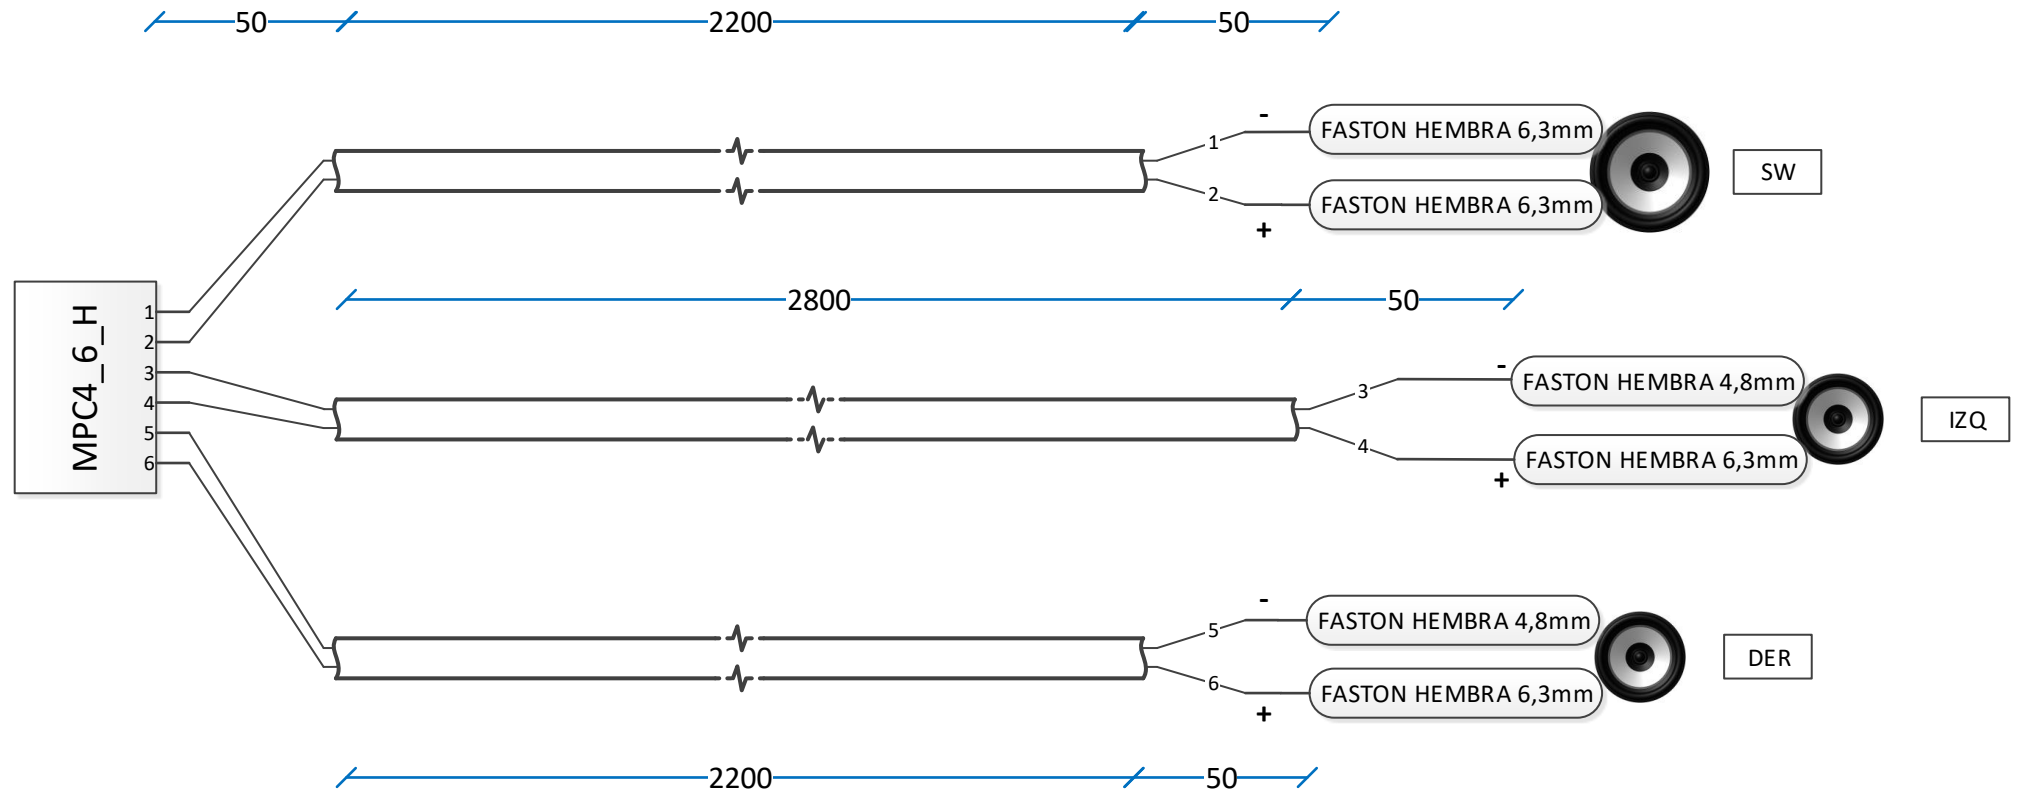 50 2200 50
-
1 FASTON HEMBRA 6,3mm
SW
2 FASTON HEMBRA 6,3mm
+
MPC4_6_H
1
2
3
4
5
6
2800 50
-
3 FASTON HEMBRA 4,8mm
IZQ
4 FASTON HEMBRA 6,3mm
+
-
5 FASTON HEMBRA 4,8mm
DER
6 FASTON HEMBRA 6,3mm
+
2200 50